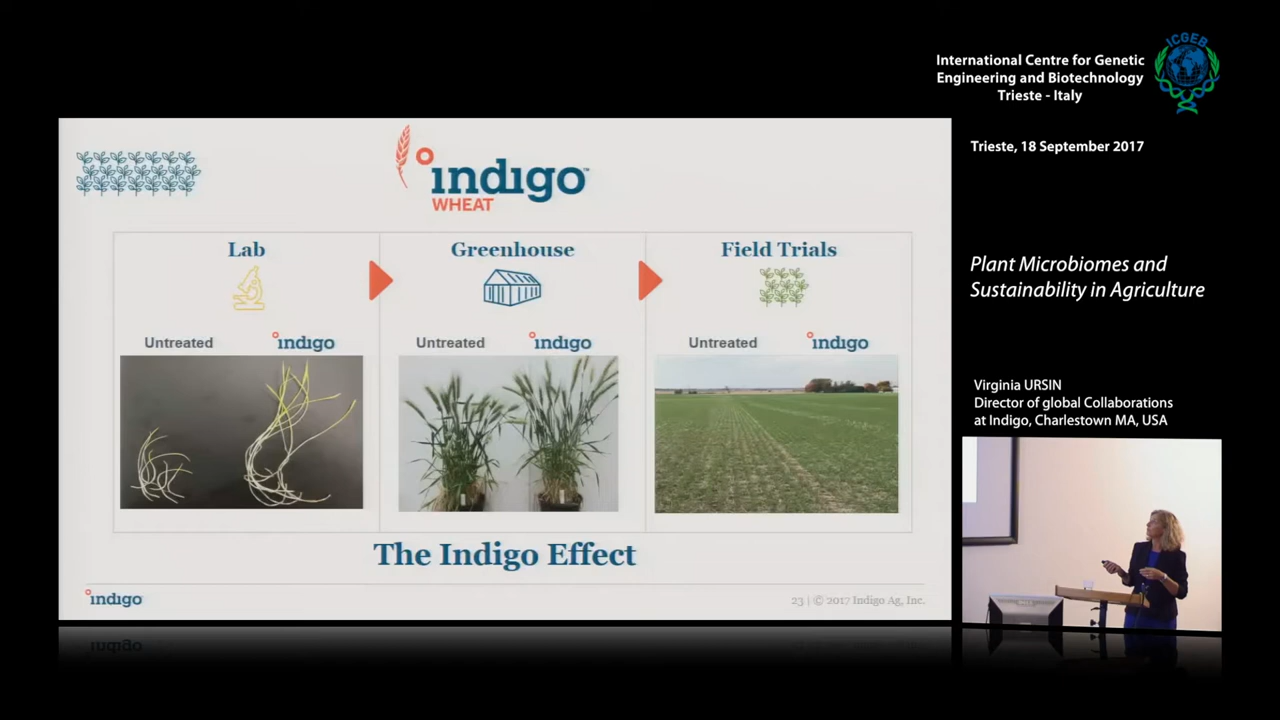 International Centre for Genetic
Engineering and Biotechnology
Trieste - Italy
ICGEB
Trieste, 18 September 2017
Plant Microbiomes and
Sustainability in Agriculture
Virginia URSIN
Director of global Collaborations
at Indigo, Charlestown MA, USA
indigo™
WHEAT
Lab
Greenhouse
Field Trials
Untreated
indigo
Untreated
indigo
Untreated
indigo
The Indigo Effect
indigo
23 | © 2017 Indigo Ag, Inc.